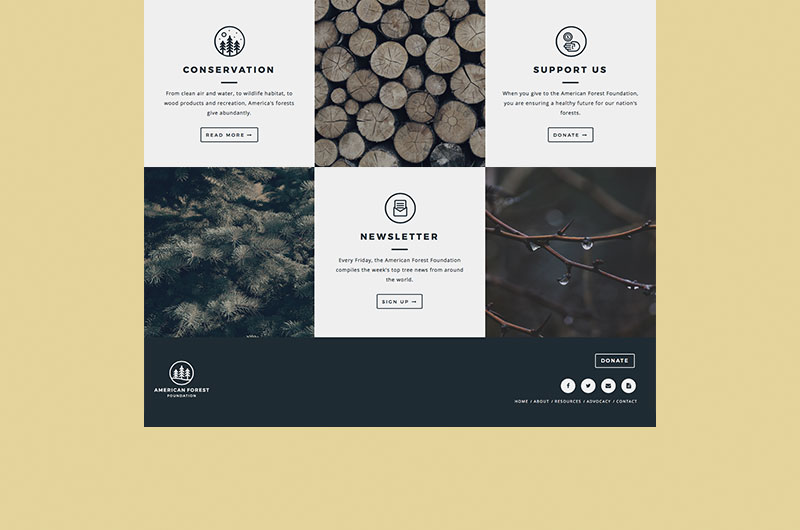 CONSERVATION
From clean air and water, to wildlife habitat, to
wood products and recreation, America's forests
give abundantly.
READ MORE →
SUPPORT US
When you give to the American Forest Foundation,
you are ensuring a healthy future for our nation's
forests.
DONATE →
NEWSLETTER
Every Friday, the American Forest Foundation
compiles the week's top tree news from around
the world.
SIGN UP →
AMERICAN FOREST
FOUNDATION
DONATE
HOME / ABOUT / RESOURCES / ADVOCACY / CONTACT